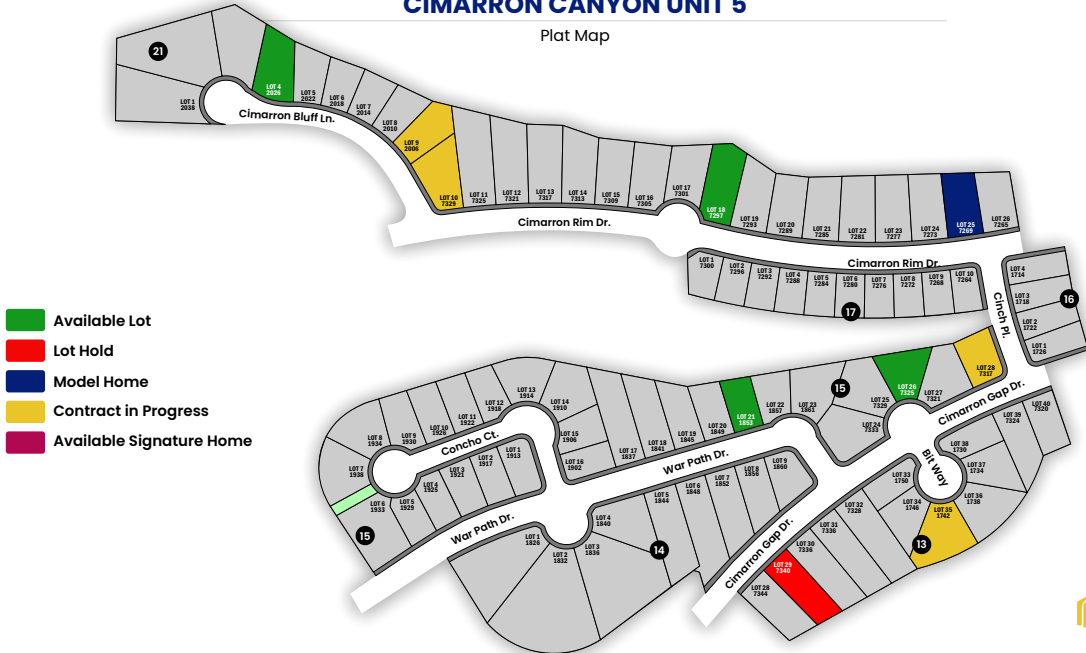 CIMARRON CANYON UNIT 5
Plat Map
21
LOT 1
2038
LOT 4
2026
LOT 5
2022
LOT 6
2018
LOT 7
2014
LOT 8
2010
LOT 9
2006
LOT 10
7329
LOT 11
7325
LOT 12
7321
LOT 13
7317
LOT 14
7313
LOT 15
7309
LOT 16
7305
LOT 17
7301
LOT 18
7297
LOT 19
7293
LOT 20
7289
LOT 21
7285
LOT 22
7281
LOT 23
7277
LOT 24
7273
LOT 25
7269
LOT 26
7265
Cimarron Bluff Ln.
Cimarron Rim Dr.
Cimarron Rim Dr.
LOT 1
7300
LOT 2
7296
LOT 3
7292
LOT 4
7288
LOT 5
7284
LOT 6
7280
LOT 7
7276
LOT 8
7272
LOT 9
7268
LOT 10
7264
17
Cinch Pl.
LOT 4
1714
LOT 3
1718
LOT 2
1722
LOT 1
1726
16
Available Lot
Lot Hold
Model Home
Contract in Progress
Available Signature Home
LOT 6
1933
LOT 7
1938
LOT 8
1934
LOT 9
1930
LOT 10
1926
LOT 11
1922
LOT 12
1918
LOT 13
1914
LOT 14
1910
LOT 15
1906
LOT 16
1902
LOT 17
1837
LOT 18
1841
LOT 19
1845
LOT 20
1849
LOT 21
1853
LOT 22
1857
LOT 23
1861
15
LOT 24
7333
LOT 25
7329
LOT 26
7325
LOT 27
7321
LOT 28
7317
Concho Ct.
LOT 5
1929
LOT 4
1925
LOT 3
1921
LOT 2
1917
LOT 1
1913
15
War Path Dr.
War Path Dr.
LOT 1
1826
LOT 2
1832
LOT 3
1836
LOT 4
1840
LOT 5
1844
LOT 6
1848
LOT 7
1852
LOT 8
1856
LOT 9
1860
14
Cimarron Gap Dr.
Cimarron Gap Dr.
Bit Way
LOT 28
7344
LOT 29
7340
LOT 30
7336
LOT 31
7336
LOT 32
7328
LOT 33
1750
LOT 34
1746
LOT 35
1742
LOT 36
1738
LOT 37
1734
LOT 38
1730
LOT 39
7324
LOT 40
7320
13